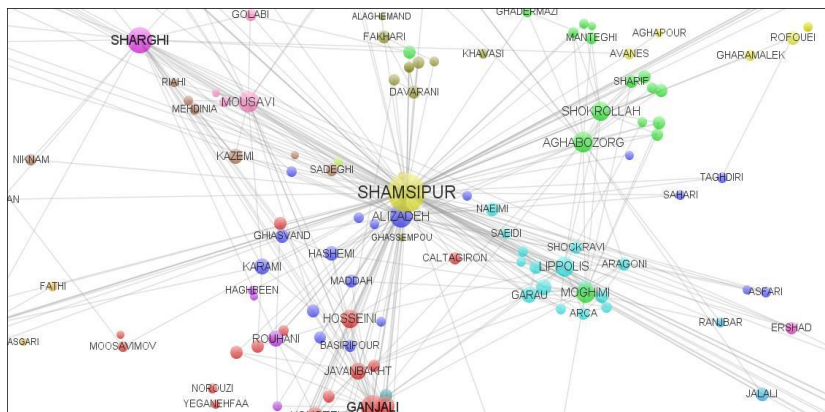 GOLABI
ALAGHEMAND
GHADERMAZI
SHARGHI
FAKHARI
MANTEGHI
AGHAPOUR
ROFOUEI
KHAVASI
AVANES
GHARAMALEK
RIAHI
DAVARANI
SHARIF
MEHDINIA
MOUSAVI
SHOKROLLAH
AGHABOZORG
NIKNAM
KAZEMI
SADEGHI
TAGHDIRI
SHAMSIPUR
SAHARI
AN
ALIZADEH
NAEIMI
GHIASVAND
GHASSEMPOU
SAEIDI
HASHEMI
SHOCKRAVI
KARAMI
CALTAGIRON
LIPPOLIS
ARAGONI
FATHI
HAGHBEEN
MADDAH
GARAU
MOGHIMI
ASFARI
HOSSEINI
ARCA
RANJBAR
ERSHAD
ASGARI
MOOSAVIMOV
ROUHANI
BASIRIPOUR
JAVANBAKHT
NOROUZI
JALALI
YEGANEHFAA
GANJALI